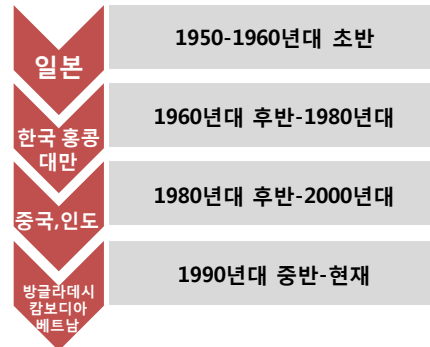 일본
1950-1960년대 초반
한국 홍콩
대만
1960년대 후반-1980년대
중국,인도
1980년대 후반-2000년대
방글라데시
캄보디아
베트남
1990년대 중반-현재